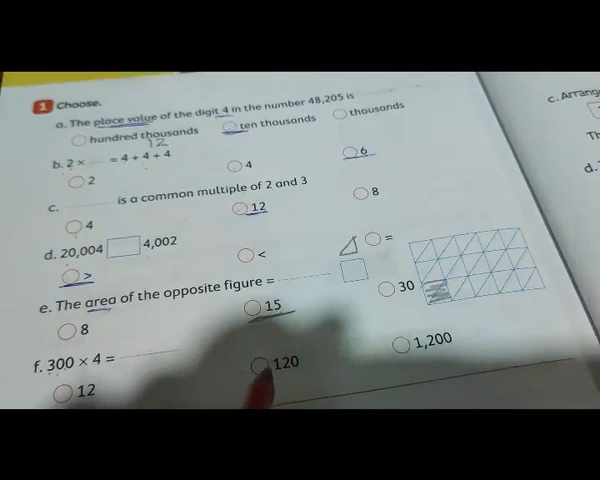 1 Choose.
a. The place value of the digit 4 in the number 48,205 is
hundred thousands ten thousands thousands
12
b. 2 × = 4 + 4 + 4
2 4 6
c. is a common multiple of 2 and 3
4 12 8
d. 20,004 4,002
> < =
e. The area of the opposite figure =
8 15 30
f. 300 × 4 =
12 120 1,200
c. Arrang
Th
d.